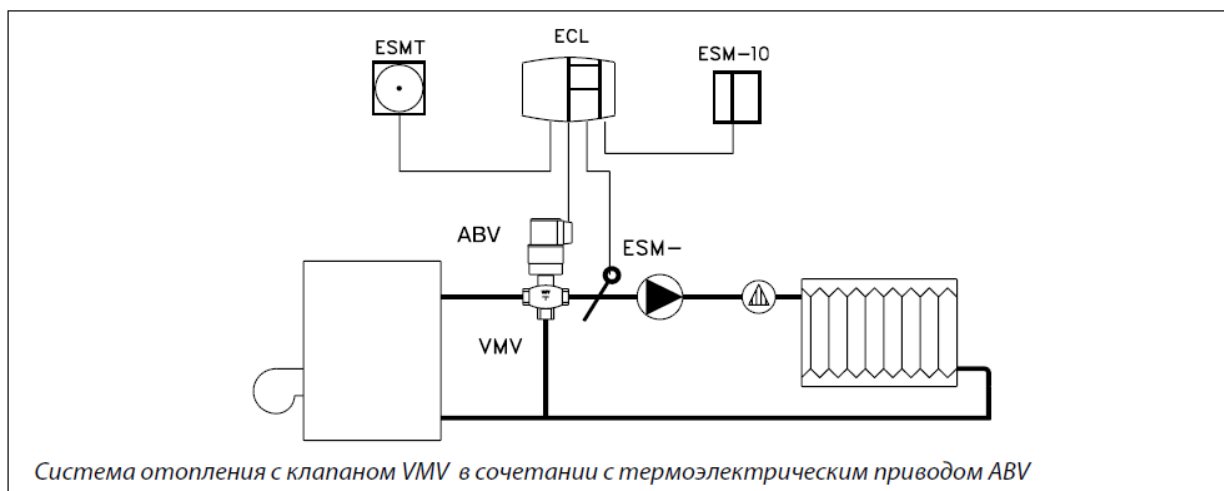 ESMT
ECL
ESM-10
ABV
ESM-
VMV
Система отопления с клапаном VMV в сочетании с термоэлектрическим приводом ABV